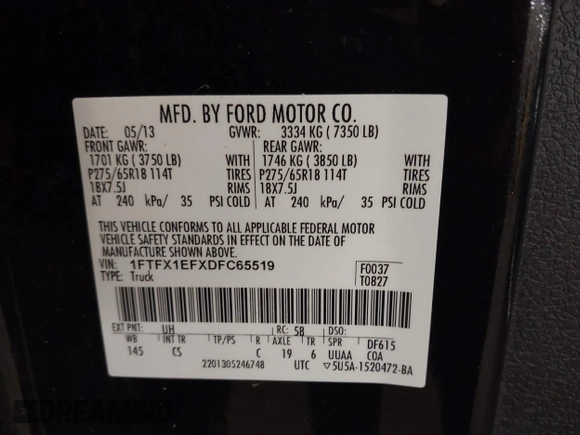 MFD. BY FORD MOTOR CO.
DATE: 05/13 GVWR: 3334 KG ( 7350 LB)
FRONT GAWR: REAR GAWR:
1701 KG ( 3750 LB) WITH 1746 KG ( 3850 LB) WITH
P275/65R18 114T TIRES P275/65R18 114T TIRES
18X7.5J RIMS 18X7.5J RIMS
AT 240 kPa/ 35 PSI COLD AT 240 kPa/ 35 PSI COLD
THIS VEHICLE CONFORMS TO ALL APPLICABLE FEDERAL MOTOR
VEHICLE SAFETY STANDARDS IN EFFECT ON THE DATE OF
MANUFACTURE SHOWN ABOVE.
VIN: 1FTFX1EFXDFC65519 F0037
TYPE: Truck T0827
EXT PNT: UH RC: 58 DSO:
WB INT TR TP/PS R AXLE TR SPR DF615
145 CS C 19 6 UUAA COA
2201305246748 UTC ▽5U5A-1520472-BA
DREAMBID